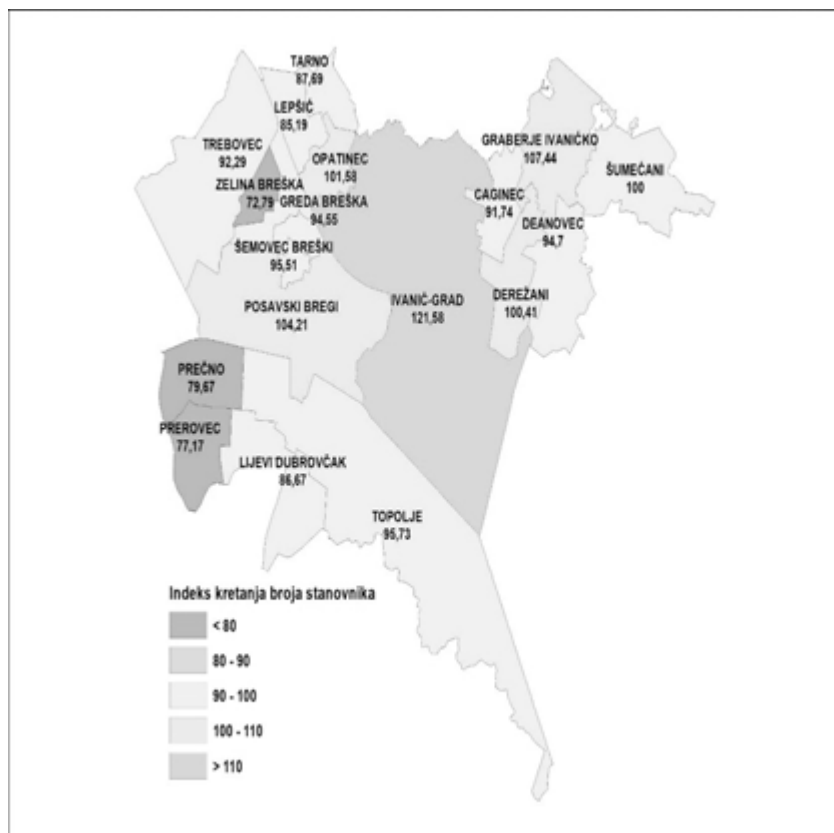 TARNO
87,69
LEPŠIĆ
85,19
TREBOVEC
92,29
OPATINEC
101,58
GRABERJE IVANIČKO
107,44
ŠUMEĆANI
100
ZELINA BREŠKA
72,79
GREDA BREŠKA
94,55
CAGINEC
91,74
DEANOVEC
94,7
ŠEMOVEC BREŠKI
95,51
POSAVSKI BREGI
104,21
IVANIĆ-GRAD
121,58
DEREŽANI
100,41
PREČNO
79,67
PREROVEC
77,17
LIJEVI DUBROVČAK
86,67
TOPOLJE
95,73
Indeks kretanja broja stanovnika
< 80
80 - 90
90 - 100
100 - 110
> 110